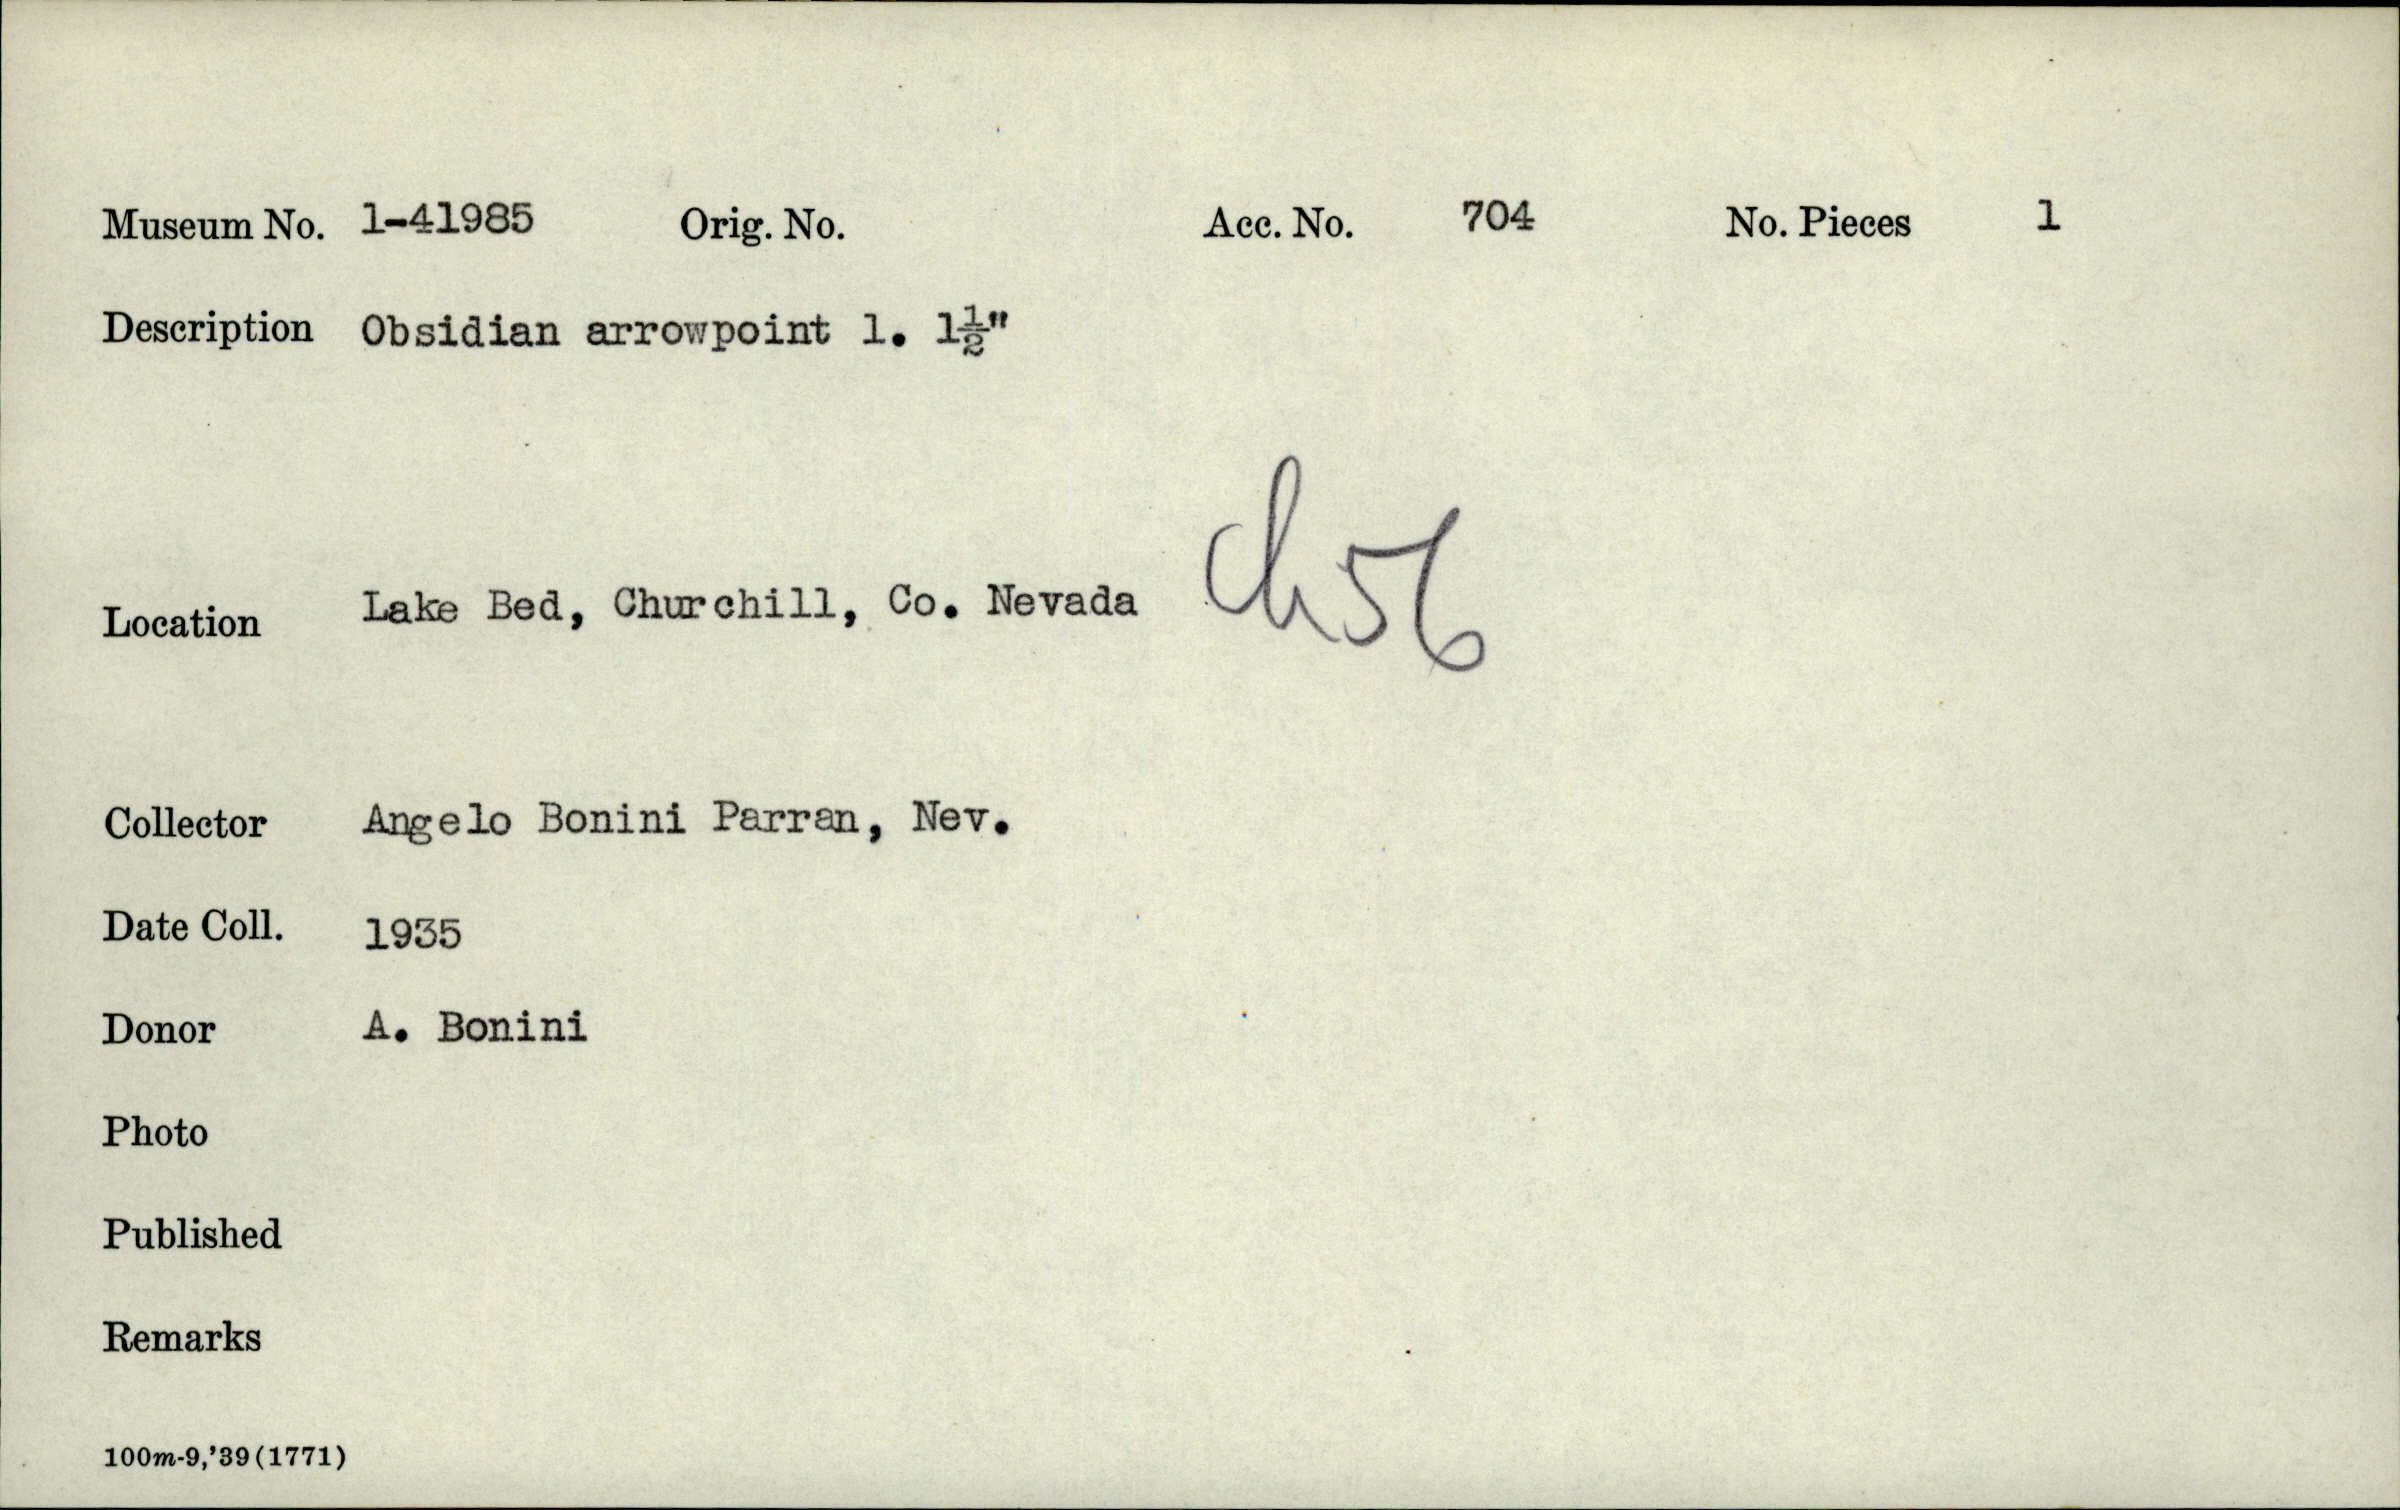 Museum No. 1-41985 Orig. No. Acc. No. 704 No. Pieces 1
Description Obsidian arrowpoint l. 1½"
Location Lake Bed, Churchill, Co. Nevada Ch56
Collector Angelo Bonini Parran, Nev.
Date Coll. 1935
Donor A. Bonini
Photo
Published
Remarks
100m-9,'39(1771)